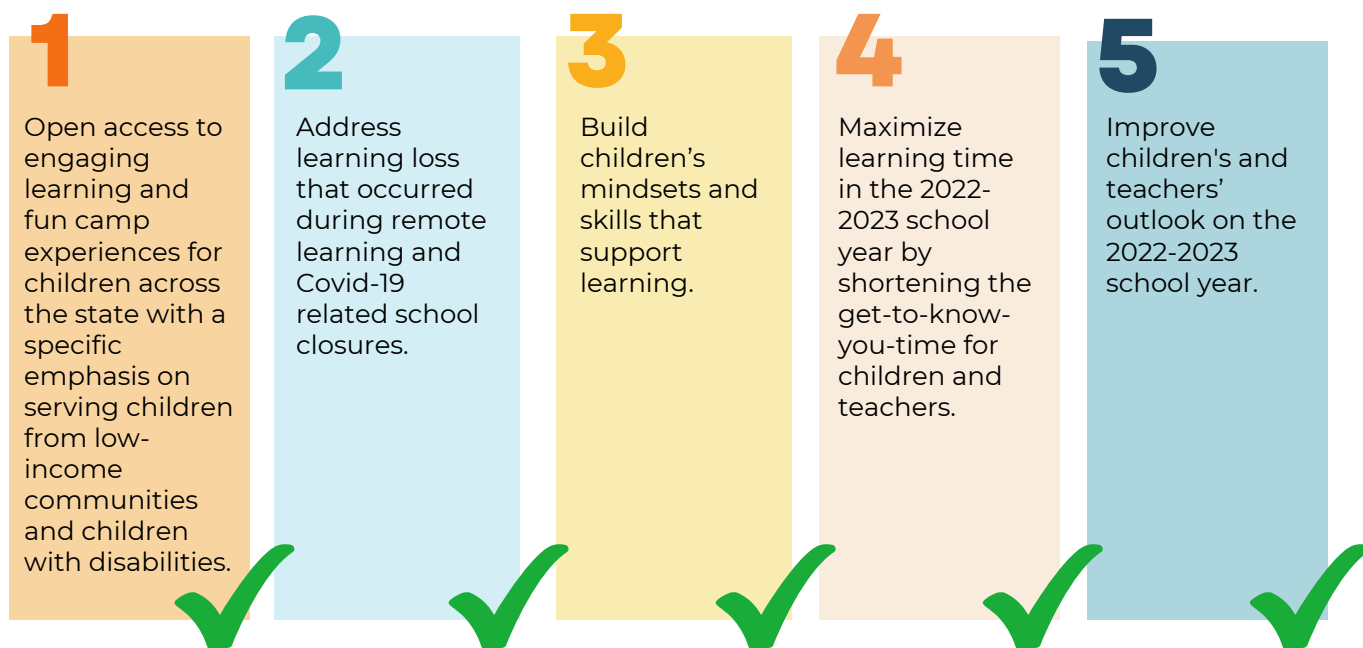 1
Open access to
engaging
learning and
fun camp
experiences for
children across
the state with a
specific
emphasis on
serving children
from low-
income
communities
and children
with disabilities.
2
Address
learning loss
that occurred
during remote
learning and
Covid-19
related school
closures.
3
Build
children’s
mindsets and
skills that
support
learning.
4
Maximize
learning time
in the 2022-
2023 school
year by
shortening the
get-to-know-
you-time for
children and
teachers.
5
Improve
children's and
teachers’
outlook on the
2022-2023
school year.